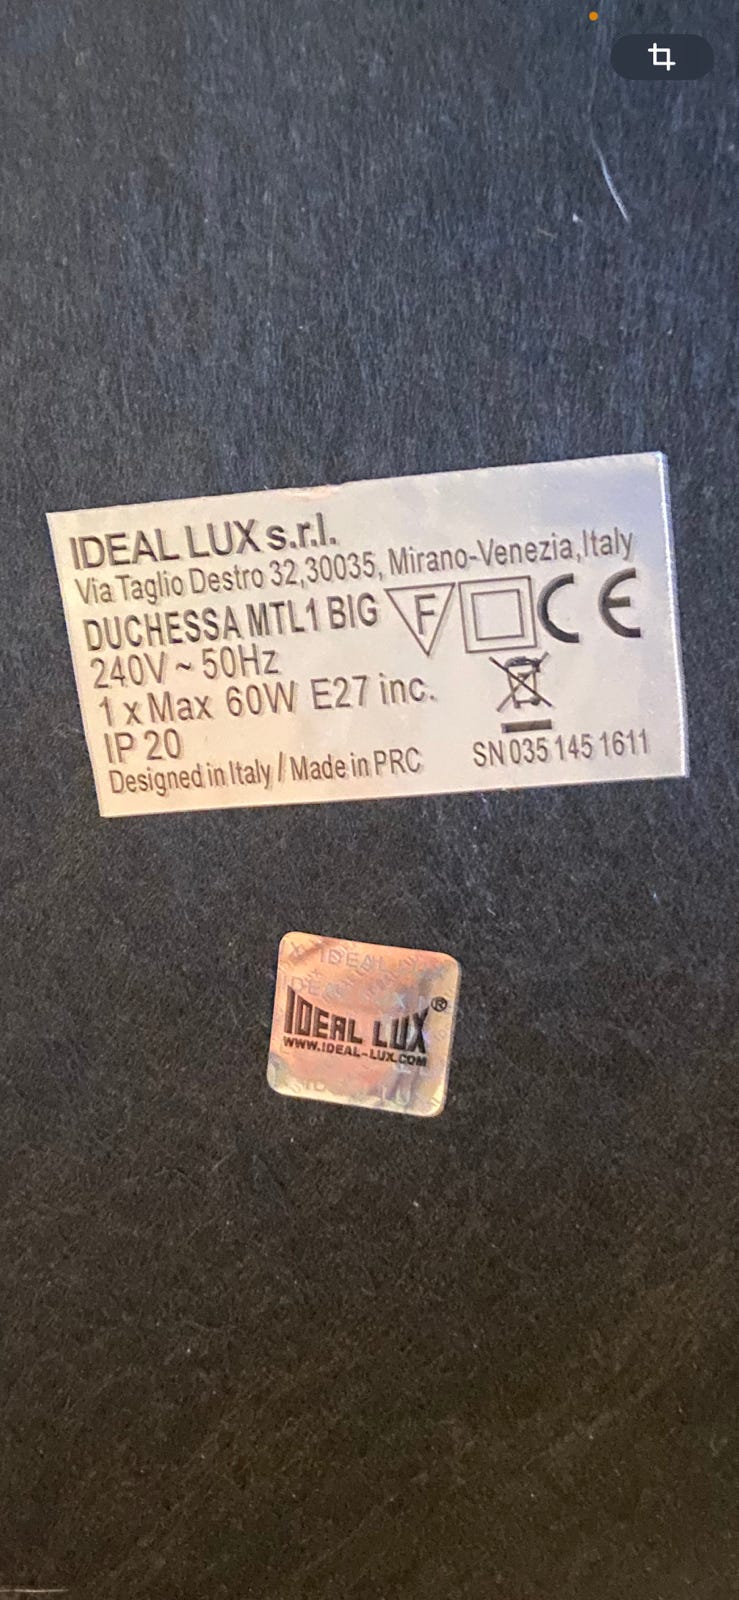 IDEAL LUX s.r.l.
Via Taglio Destro 32,30035, Mirano-Venezia,Italy
DUCHESSA MTL1 BIG F CE
240V ~ 50Hz
1 x Max 60W E27 inc.
IP 20
Designed in Italy / Made in PRC SN 035 145 1611
IDEAL LUX®
WWW.IDEAL-LUX.COM